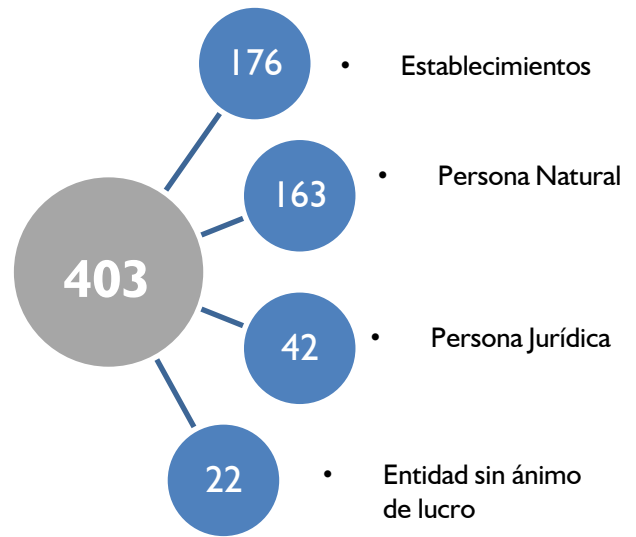 176
• Establecimientos
163
• Persona Natural
403
42
• Persona Jurídica
22
• Entidad sin ánimo
de lucro